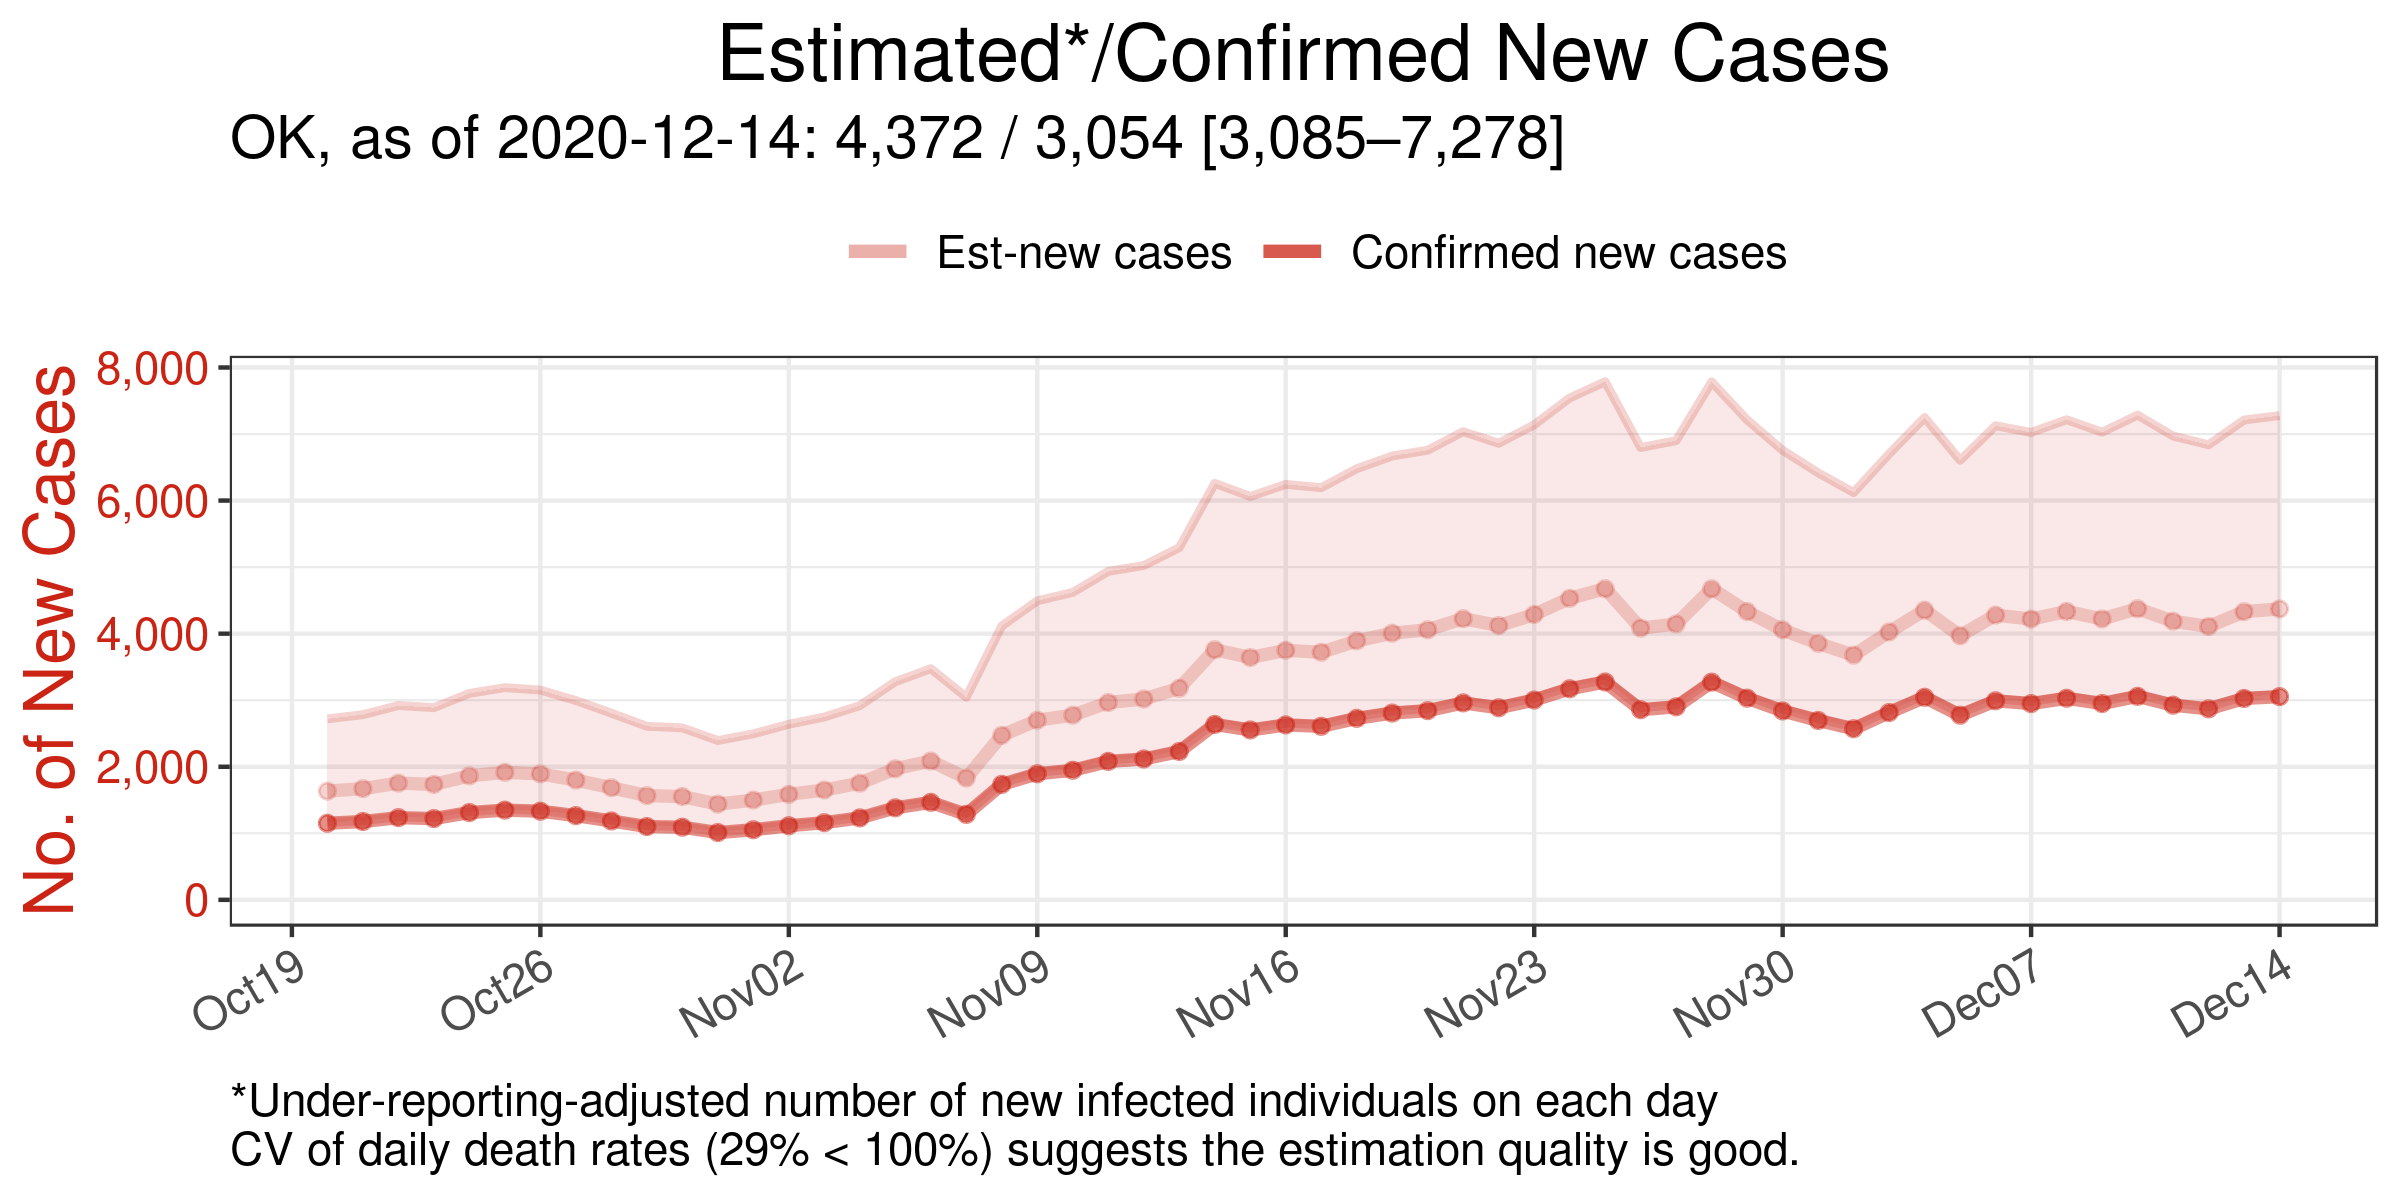 Estimated*/Confirmed New Cases
OK, as of 2020-12-14: 4,372 / 3,054 [3,085–7,278]
Est-new cases
Confirmed new cases
No. of New Cases
8,000
6,000
4,000
2,000
0
Oct19
Oct26
Nov02
Nov09
Nov16
Nov23
Nov30
Dec07
Dec14
*Under-reporting-adjusted number of new infected individuals on each day
CV of daily death rates (29% < 100%) suggests the estimation quality is good.